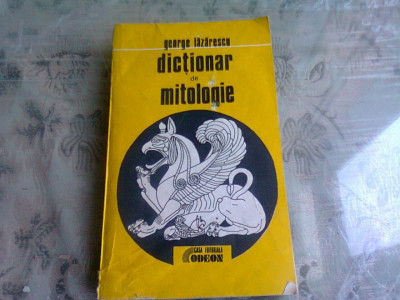 george lăzărescu
dicționar
de
mitologie
CASA EDITORIALĂ
ODEON